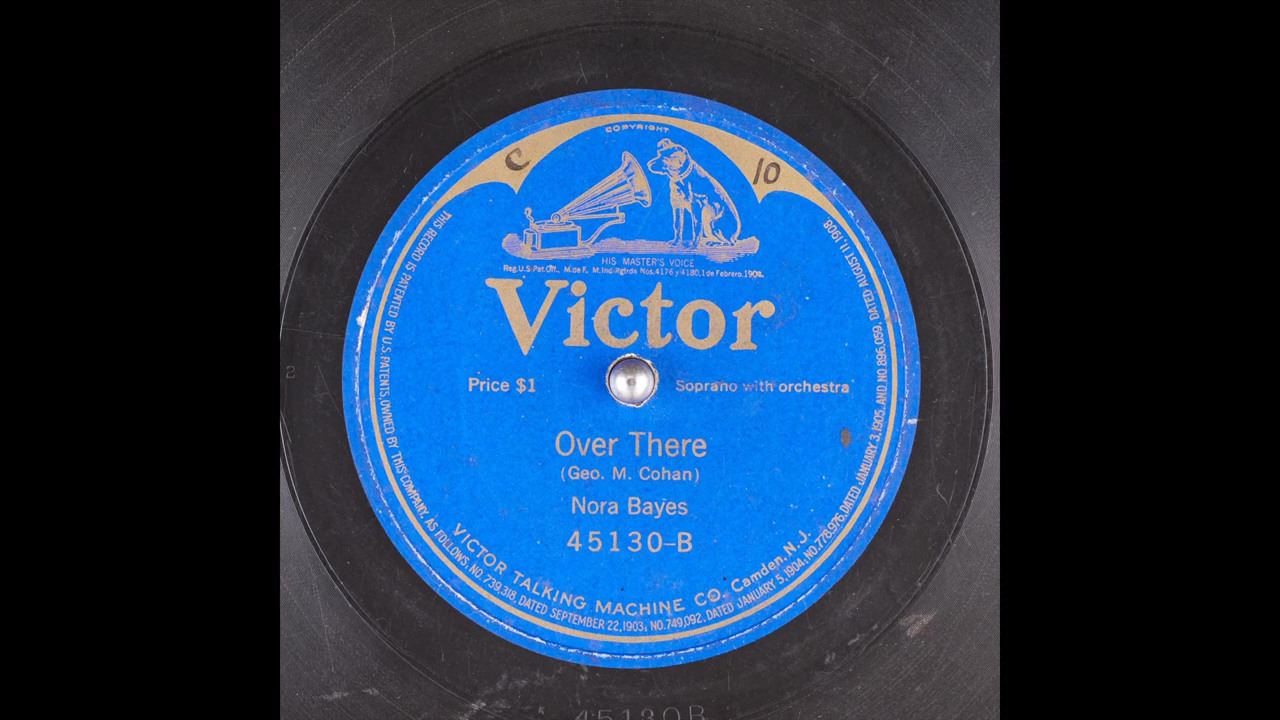 COPYRIGHT
C
10
HIS MASTER'S VOICE
Reg.U.S.Pat.Off., M.de F., M.Ind.Rgtrda Nos.4176 y 4180,1 de Febrero,1908.
Victor
Price $1
Soprano with orchestra
Over There
(Geo. M. Cohan)
Nora Bayes
45130-B
VICTOR TALKING MACHINE CO. Camden, N.J.
THIS RECORD IS PATENTED BY U.S. PATENTS, OWNED BY THIS COMPANY, AS FOLLOWS, NO.739,318, DATED SEPTEMBER 22,1903; NO.749,092, DATED JANUARY 5,1904, NO.778,976, DATED JANUARY 3,1905, AND NO.896,059, DATED AUGUST 11,1908
2
45130B